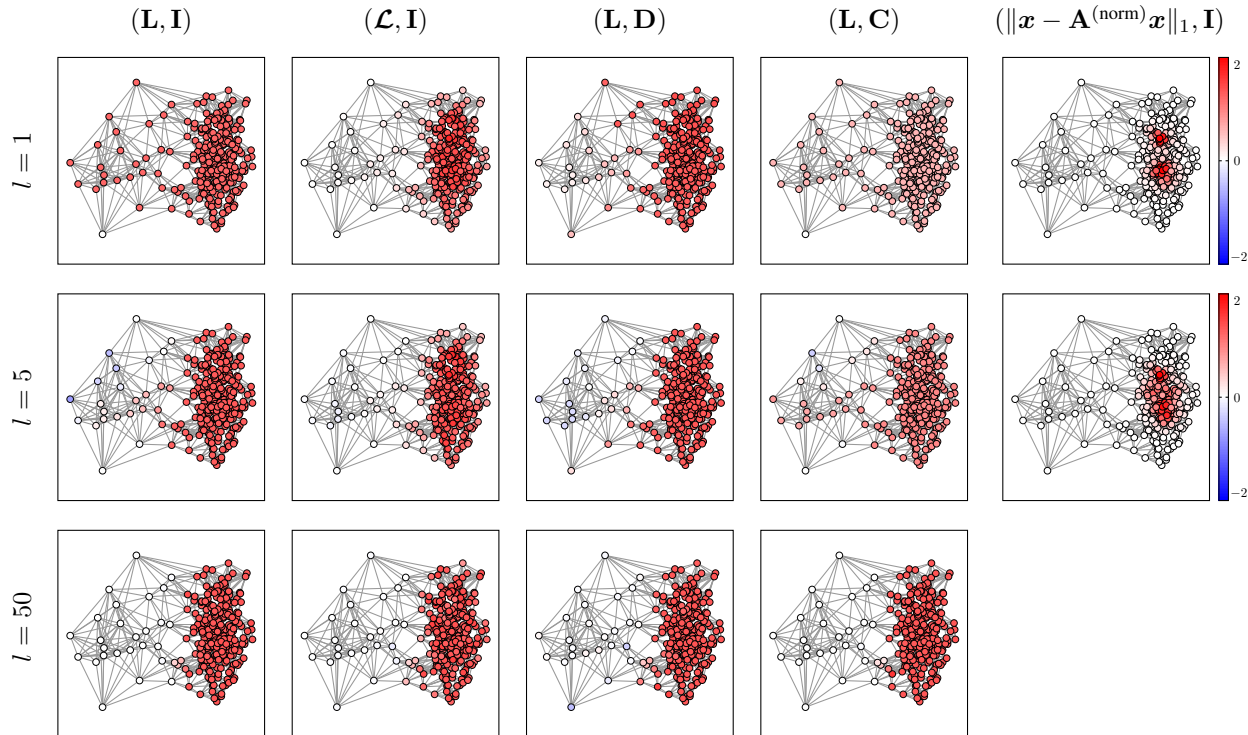 (L, I) (𝓛, I) (L, D) (L, C) (‖x − A^(norm) x‖₁, I)
l = 1
2
0
−2
l = 5
2
0
−2
l = 50